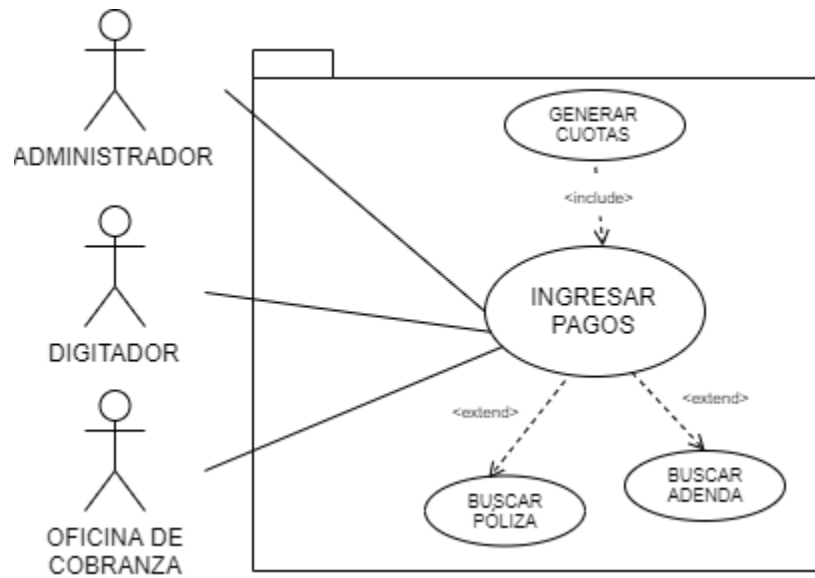 ADMINISTRADOR
DIGITADOR
OFICINA DE
COBRANZA
GENERAR
CUOTAS
<include>
INGRESAR
PAGOS
<extend>
<extend>
BUSCAR
PÓLIZA
BUSCAR
ADENDA